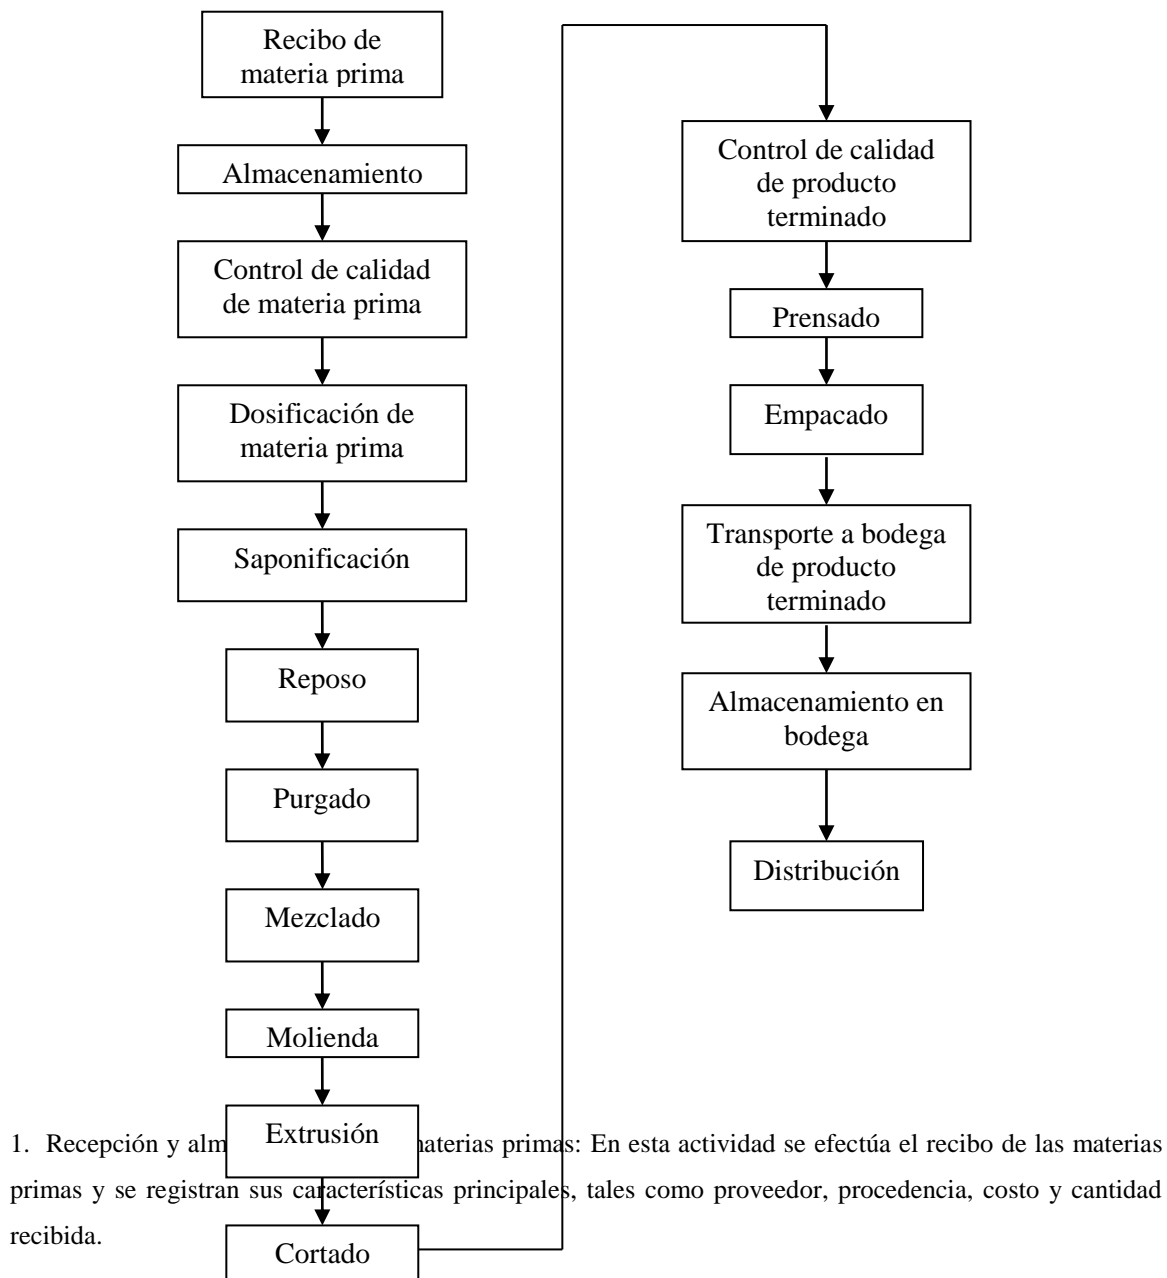 Recibo de
materia prima
Almacenamiento
Control de calidad
de materia prima
Dosificación de
materia prima
Saponificación
Reposo
Purgado
Mezclado
Molienda
Extrusión
Cortado
Control de calidad
de producto
terminado
Prensado
Empacado
Transporte a bodega
de producto
terminado
Almacenamiento en
bodega
Distribución
1. Recepción y alm materias primas: En esta actividad se efectúa el recibo de las materias
primas y se registran sus características principales, tales como proveedor, procedencia, costo y cantidad
recibida.